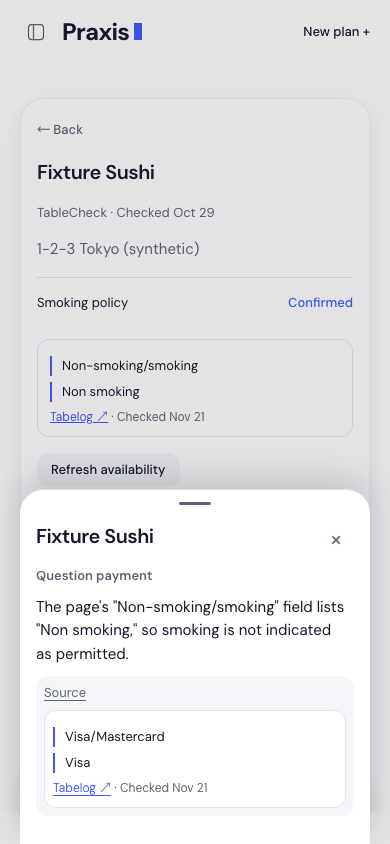 Praxis
New plan +
← Back
Fixture Sushi
TableCheck · Checked Oct 29
1-2-3 Tokyo (synthetic)
Smoking policy
Confirmed
Non-smoking/smoking
Non smoking
Tabelog ↗ · Checked Nov 21
Refresh availability
Fixture Sushi
×
Question payment
The page's "Non-smoking/smoking" field lists
"Non smoking," so smoking is not indicated
as permitted.
Source
Visa/Mastercard
Visa
Tabelog ↗ · Checked Nov 21